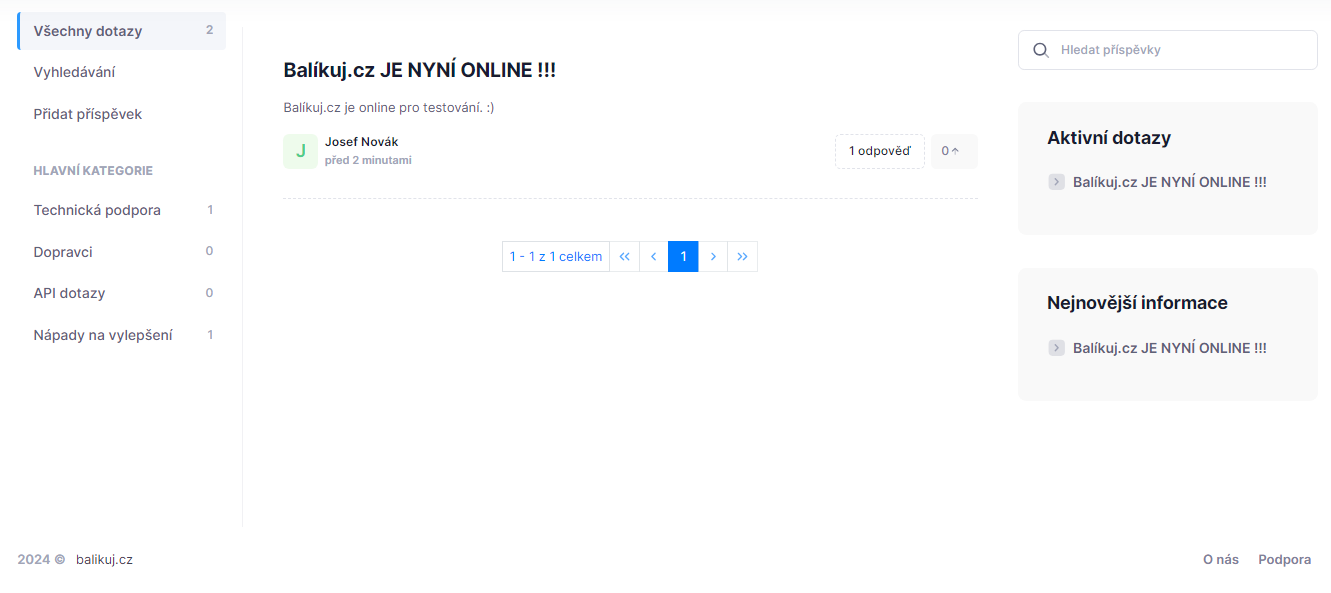 Všechny dotazy 2
Vyhledávání
Přidat příspěvek
HLAVNÍ KATEGORIE
Technická podpora 1
Dopravci 0
API dotazy 0
Nápady na vylepšení 1
Balíkuj.cz JE NYNÍ ONLINE !!!
Balíkuj.cz je online pro testování. :)
J
Josef Novák
před 2 minutami
1 odpověď
0
1 - 1 z 1 celkem « ‹ 1 › »
Hledat příspěvky
Aktivní dotazy
Balíkuj.cz JE NYNÍ ONLINE !!!
Nejnovější informace
Balíkuj.cz JE NYNÍ ONLINE !!!
2024 © balikuj.cz
O nás Podpora